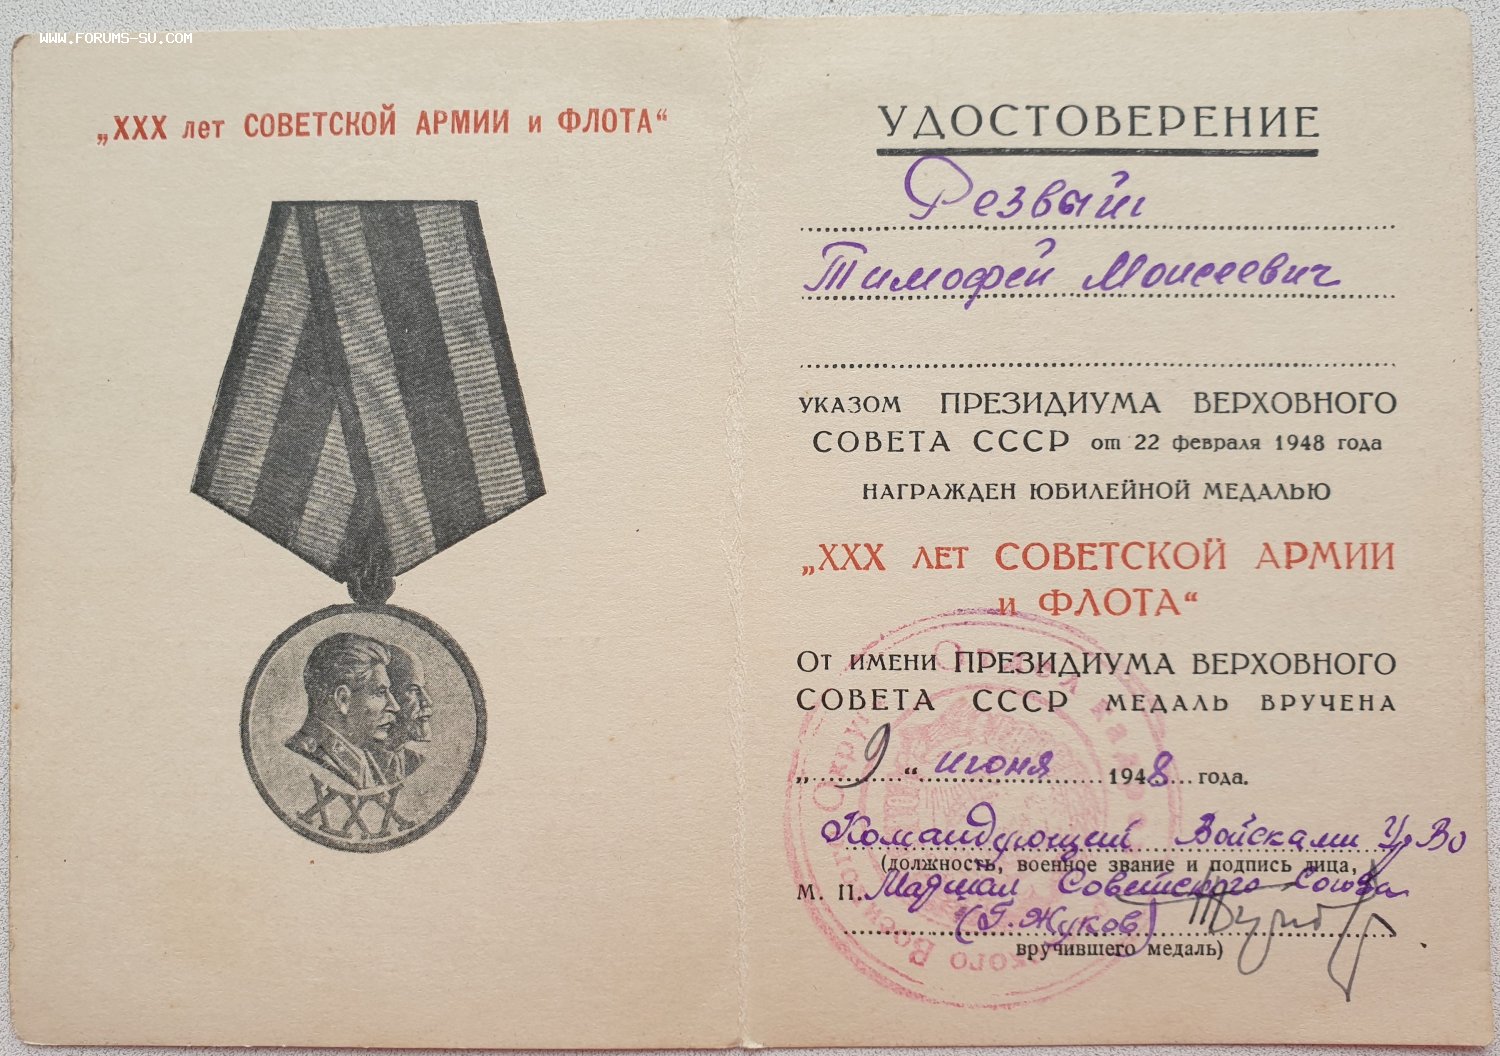 WWW.FORUMS-SU.COM
„XXX лет СОВЕТСКОЙ АРМИИ и ФЛОТА“
XXX
УДОСТОВЕРЕНИЕ
Резвый
Тимофей Моисеевич
УКАЗОМ ПРЕЗИДИУМА ВЕРХОВНОГО
СОВЕТА СССР от 22 февраля 1948 года
НАГРАЖДЕН ЮБИЛЕЙНОЙ МЕДАЛЬЮ
„XXX ЛЕТ СОВЕТСКОЙ АРМИИ
и ФЛОТА“
От имени ПРЕЗИДИУМА ВЕРХОВНОГО
СОВЕТА СССР МЕДАЛЬ ВРУЧЕНА
„9“ июня 1948 года.
Командующий Войсками УрВО
(должность, военное звание и подпись лица,
М. П. Маршал Советского Союза
(Г. Жуков)
вручившего медаль)